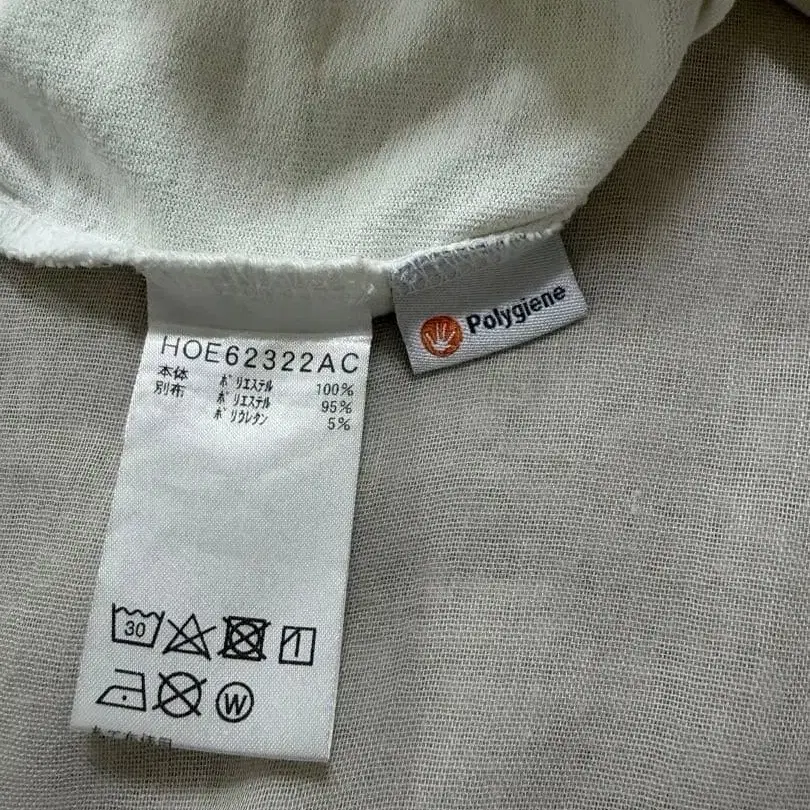 HOE62322AC
本体 ポリエステル 100%
別布 ポリエステル 95%
ポリウレタン 5%
Polygiene
30
W